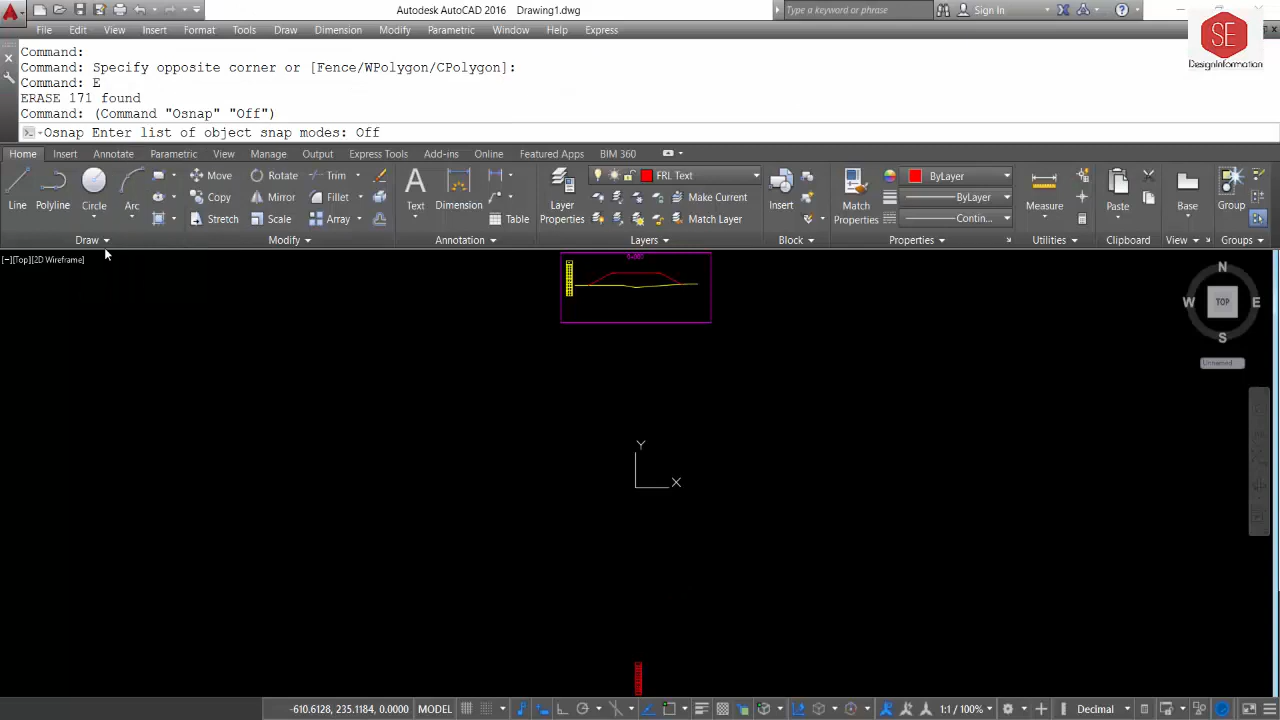 Autodesk AutoCAD 2016 Drawing1.dwg
Type a keyword or phrase
Sign In
SE
DesignInformation
File Edit View Insert Format Tools Draw Dimension Modify Parametric Window Help Express
Command:
Command: Specify opposite corner or [Fence/WPolygon/CPolygon]:
Command: E
ERASE 171 found
Command: (Command "Osnap" "Off")
Osnap Enter list of object snap modes: Off
Home Insert Annotate Parametric View Manage Output Express Tools Add-ins Online Featured Apps BIM 360
Move Rotate Trim
FRL Text
ByLayer
Line Polyline Circle Arc
Copy Mirror Fillet
Text Dimension
Layer Properties
Make Current
Insert
Match Properties
ByLayer
Measure
Paste
Base
Group
Stretch Scale Array
Table
Match Layer
Contin...
Draw Modify Annotation Layers Block Properties Utilities Clipboard View Groups
[−][Top][2D Wireframe]
N
W TOP E
S
Unnamed
Y
X
-610.6128, 235.1184, 0.0000 MODEL
1:1 / 100%
Decimal